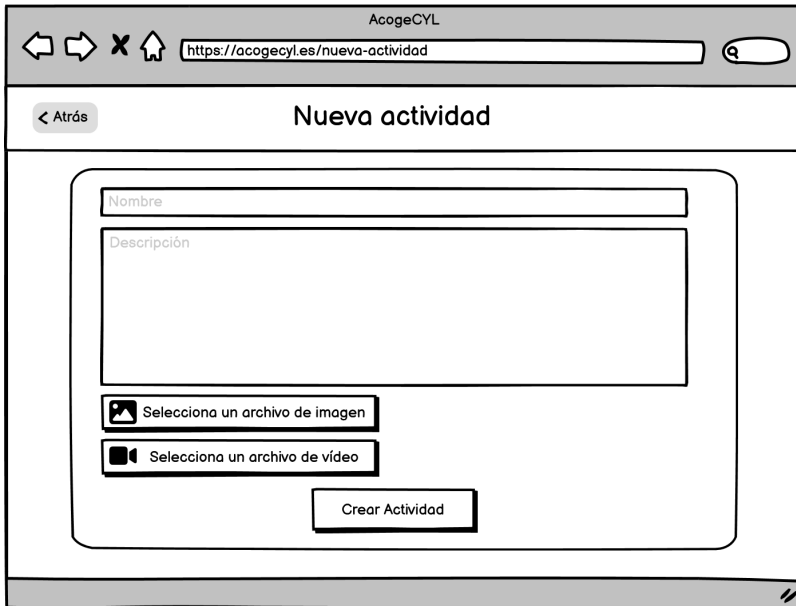 AcogeCYL
https://acogecyl.es/nueva-actividad
Atrás
Nueva actividad
Nombre
Descripción
Selecciona un archivo de imagen
Selecciona un archivo de vídeo
Crear Actividad